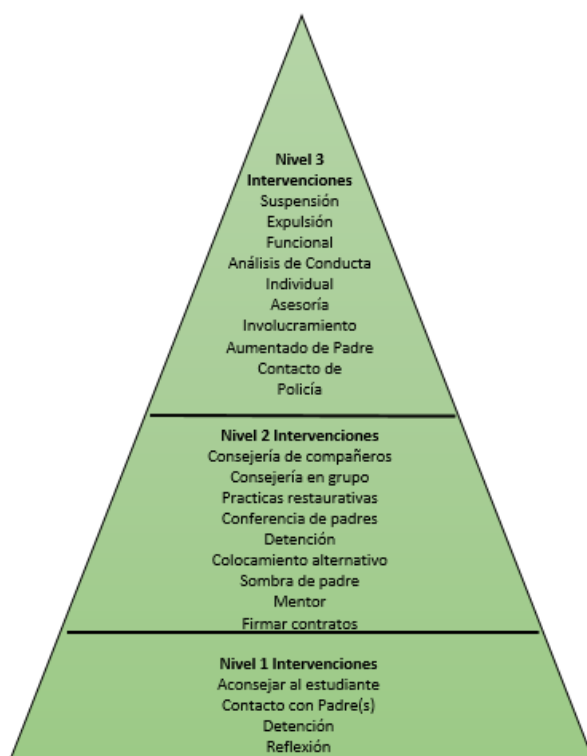 Nivel 3
Intervenciones
Suspensión
Expulsión
Funcional
Análisis de Conducta
Individual
Asesoría
Involucramiento
Aumentado de Padre
Contacto de
Policía
Nivel 2 Intervenciones
Consejería de compañeros
Consejería en grupo
Practicas restaurativas
Conferencia de padres
Detención
Colocamiento alternativo
Sombra de padre
Mentor
Firmar contratos
Nivel 1 Intervenciones
Aconsejar al estudiante
Contacto con Padre(s)
Detención
Reflexión